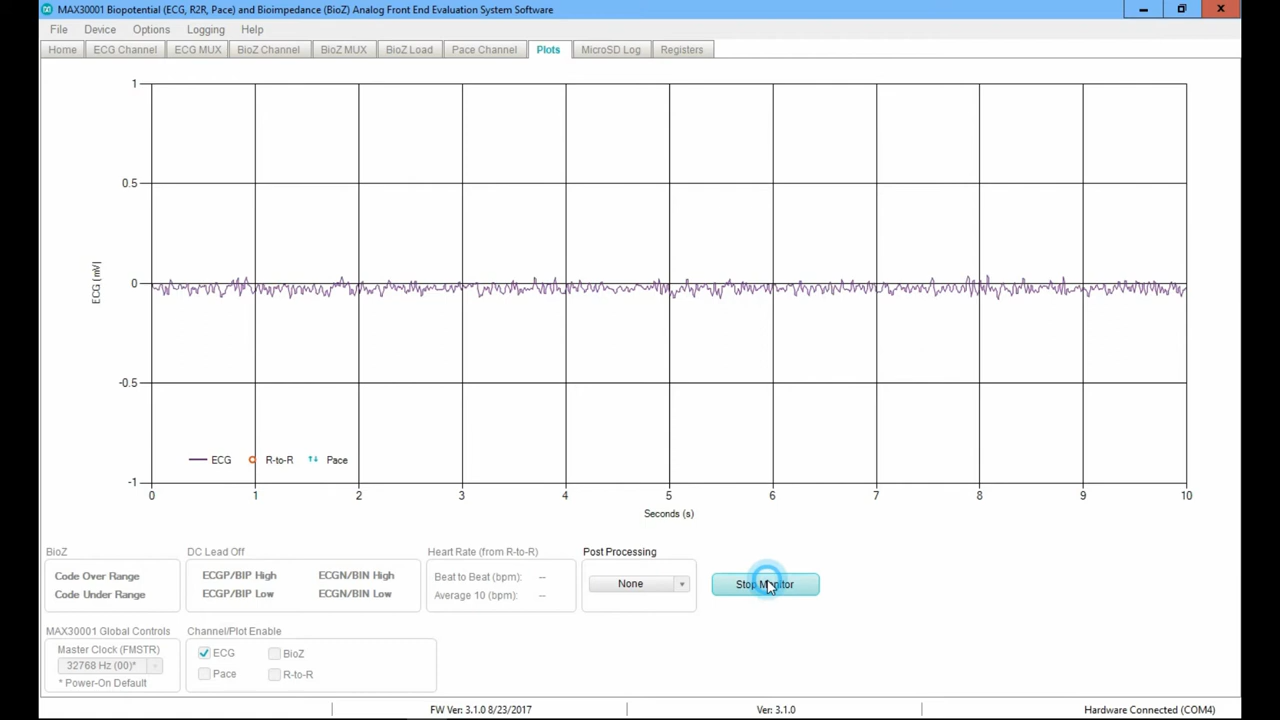 MAX30001 Biopotential (ECG, R2R, Pace) and Bioimpedance (BioZ) Analog Front End Evaluation System Software
File Device Options Logging Help
Home ECG Channel ECG MUX BioZ Channel BioZ MUX BioZ Load Pace Channel Plots MicroSD Log Registers
1
0.5
0
-0.5
-1
ECG [mV]
ECG R-to-R Pace
0 1 2 3 4 5 6 7 8 9 10
Seconds (s)
BioZ
Code Over Range
Code Under Range
DC Lead Off
ECGP/BIP High ECGN/BIN High
ECGP/BIP Low ECGN/BIN Low
Heart Rate (from R-to-R)
Beat to Beat (bpm): --
Average 10 (bpm): --
Post Processing
None
Stop Monitor
MAX30001 Global Controls
Master Clock (FMSTR)
32768 Hz (00)*
* Power-On Default
Channel/Plot Enable
ECG BioZ
Pace R-to-R
FW Ver: 3.1.0 8/23/2017 Ver: 3.1.0 Hardware Connected (COM4)